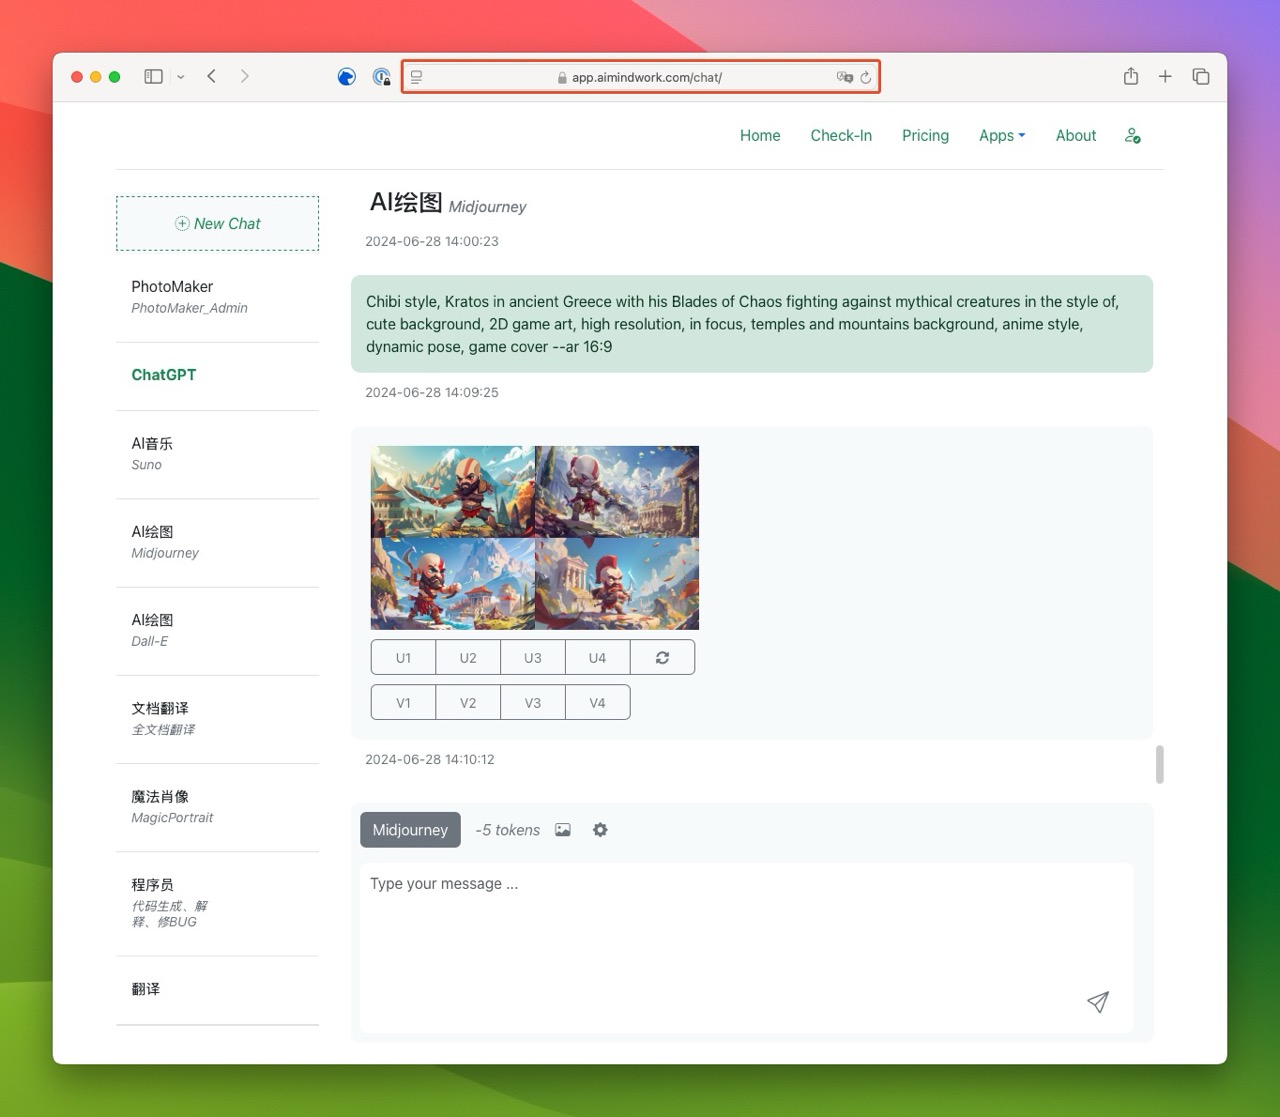 app.aimindwork.com/chat/
Home Check-In Pricing Apps About
New Chat
PhotoMaker
PhotoMaker_Admin
ChatGPT
AI音乐
Suno
AI绘图
Midjourney
AI绘图
Dall-E
文档翻译
全文档翻译
魔法肖像
MagicPortrait
程序员
代码生成、解
释、修BUG
翻译
AI绘图 Midjourney
2024-06-28 14:00:23
Chibi style, Kratos in ancient Greece with his Blades of Chaos fighting against mythical creatures in the style of,
cute background, 2D game art, high resolution, in focus, temples and mountains background, anime style,
dynamic pose, game cover --ar 16:9
2024-06-28 14:09:25
U1 U2 U3 U4
V1 V2 V3 V4
2024-06-28 14:10:12
Midjourney -5 tokens
Type your message ...